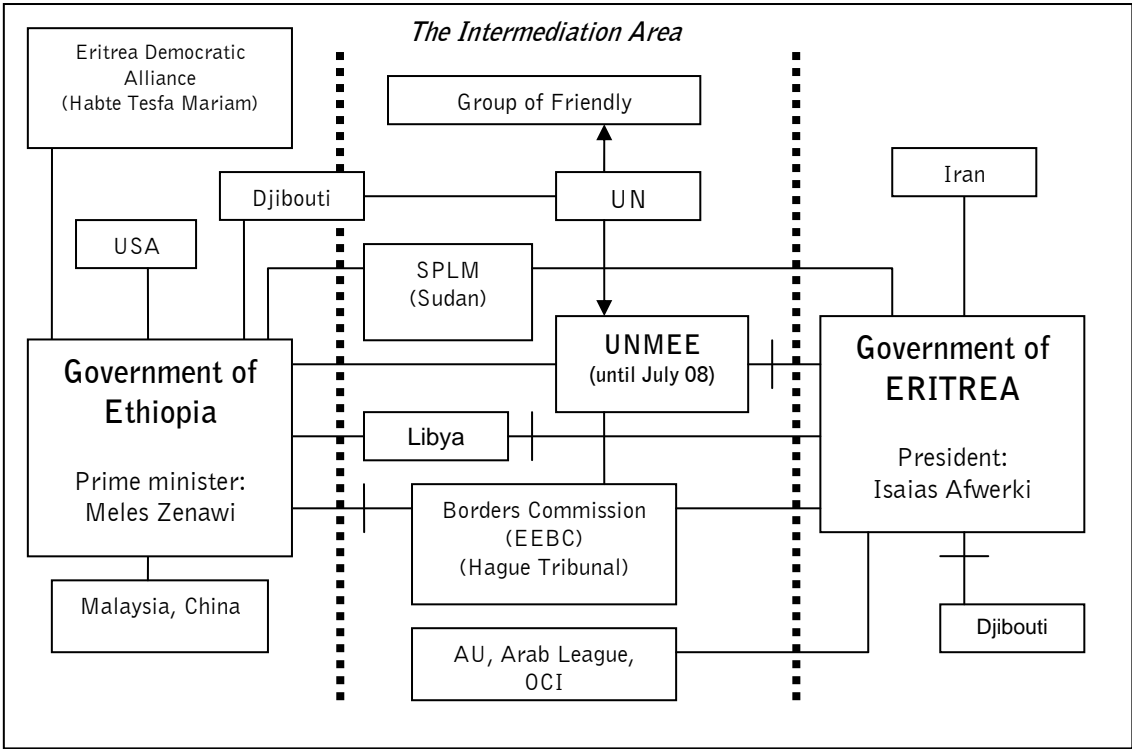 The Intermediation Area
Eritrea Democratic
Alliance
(Habte Tesfa Mariam)
Group of Friendly
Djibouti
UN
Iran
USA
SPLM
(Sudan)
Government of
Ethiopia
Prime minister:
Meles Zenawi
UNMEE
(until July 08)
Government of
ERITREA
President:
Isaias Afwerki
Libya
Borders Commission
(EEBC)
(Hague Tribunal)
Malaysia, China
Djibouti
AU, Arab League,
OCI